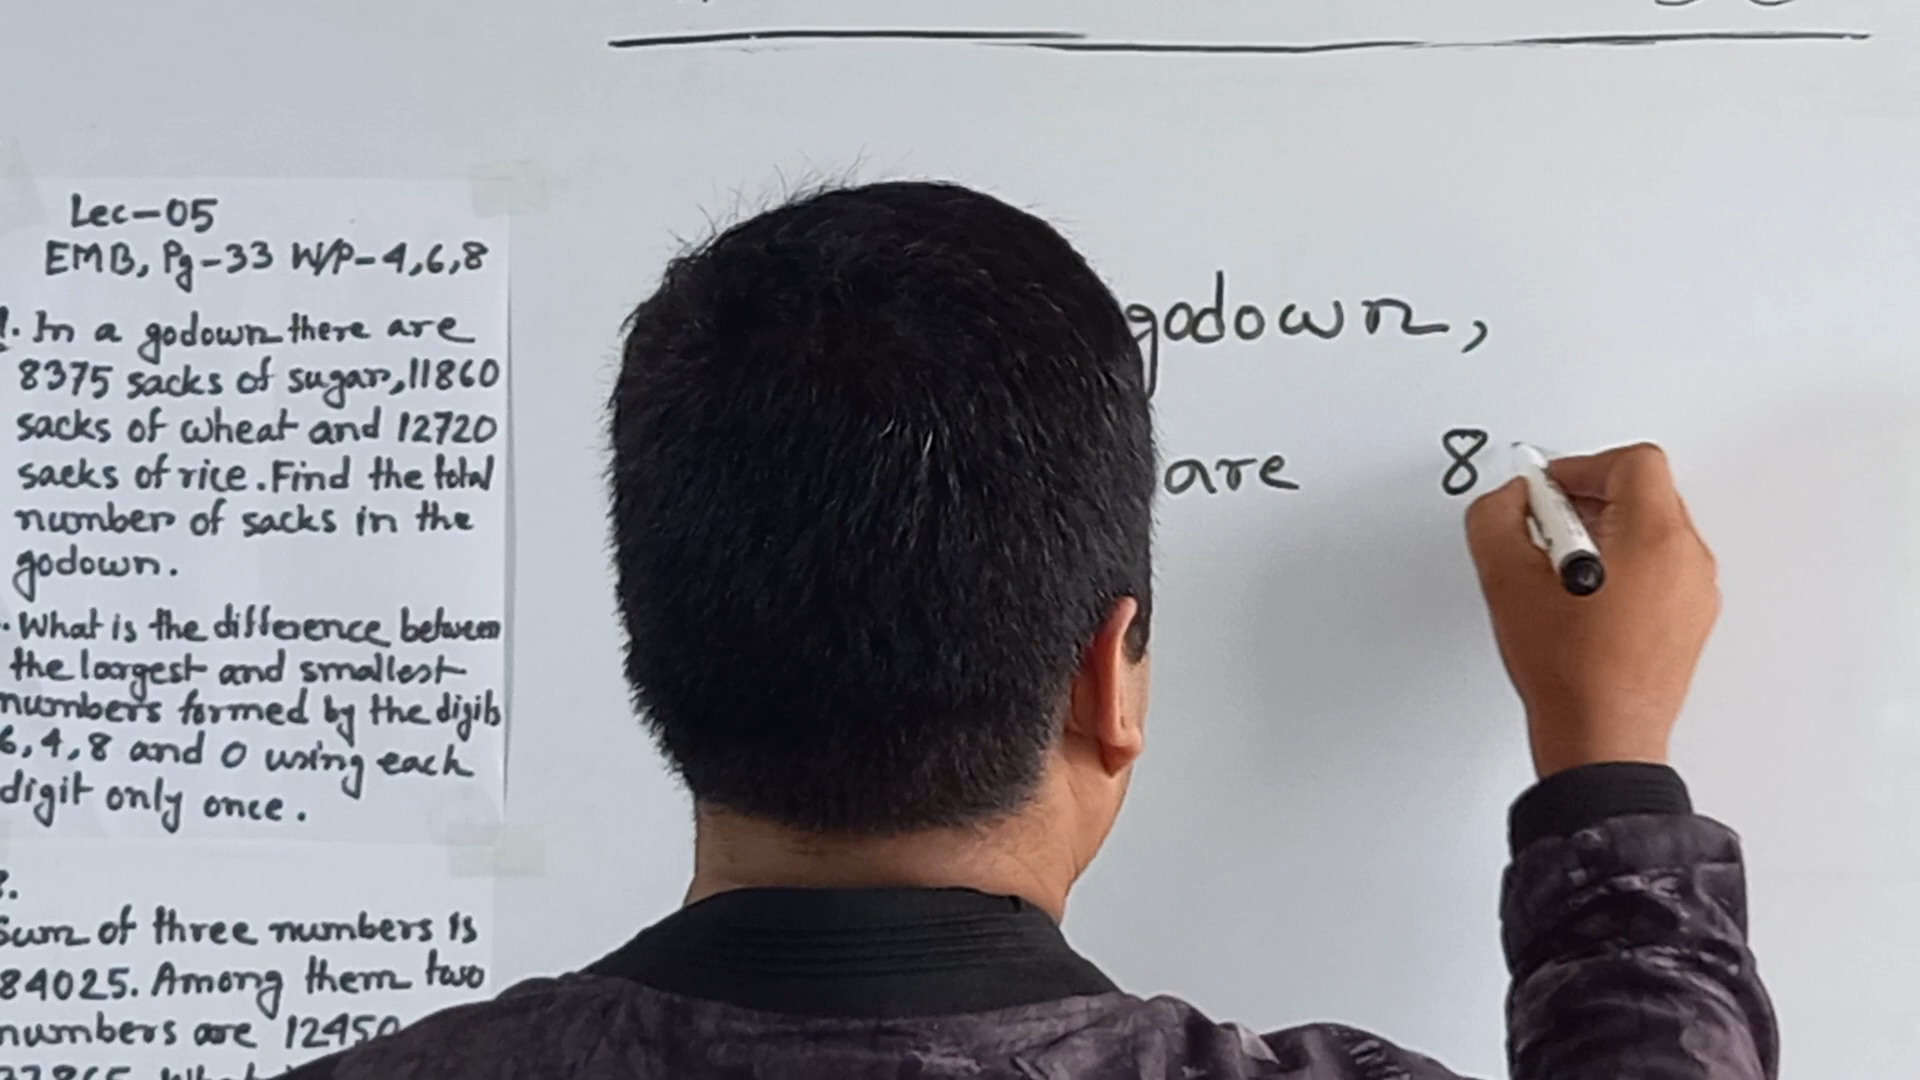 Lec-05
EMB, Pg-33 W/P-4,6,8
1. In a godown there are
8375 sacks of sugar, 11860
sacks of wheat and 12720
sacks of rice. Find the total
number of sacks in the
godown.
. What is the difference between
the largest and smallest
numbers formed by the digits
6, 4, 8 and 0 using each
digit only once.
Sum of three numbers is
84025. Among them two
numbers are 12450
godown,
are 8